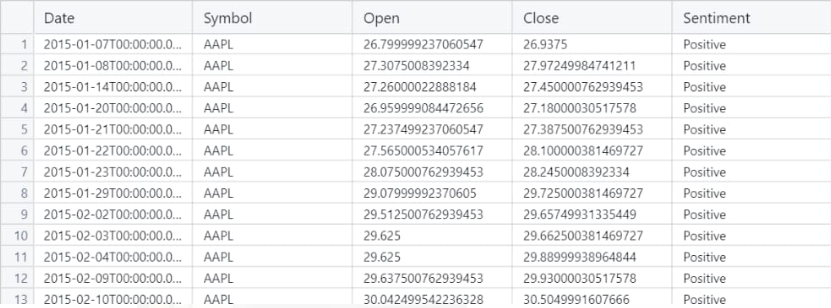 Date Symbol Open Close Sentiment
1 2015-01-07T00:00:00.0... AAPL 26.799999237060547 26.9375 Positive
2 2015-01-08T00:00:00.0... AAPL 27.3075008392334 27.97249984741211 Positive
3 2015-01-14T00:00:00.0... AAPL 27.26000022888184 27.450000762939453 Positive
4 2015-01-20T00:00:00.0... AAPL 26.959999084472656 27.18000030517578 Positive
5 2015-01-21T00:00:00.0... AAPL 27.237499237060547 27.387500762939453 Positive
6 2015-01-22T00:00:00.0... AAPL 27.565000534057617 28.100000381469727 Positive
7 2015-01-23T00:00:00.0... AAPL 28.075000762939453 28.2450008392334 Positive
8 2015-01-29T00:00:00.0... AAPL 29.07999992370605 29.725000381469727 Positive
9 2015-02-02T00:00:00.0... AAPL 29.512500762939453 29.65749931335449 Positive
10 2015-02-03T00:00:00.0... AAPL 29.625 29.662500381469727 Positive
11 2015-02-04T00:00:00.0... AAPL 29.625 29.88999938964844 Positive
12 2015-02-09T00:00:00.0... AAPL 29.637500762939453 29.93000030517578 Positive
13 2015-02-10T00:00:00.0... AAPL 30.042499542236328 30.5049991607666 Positive